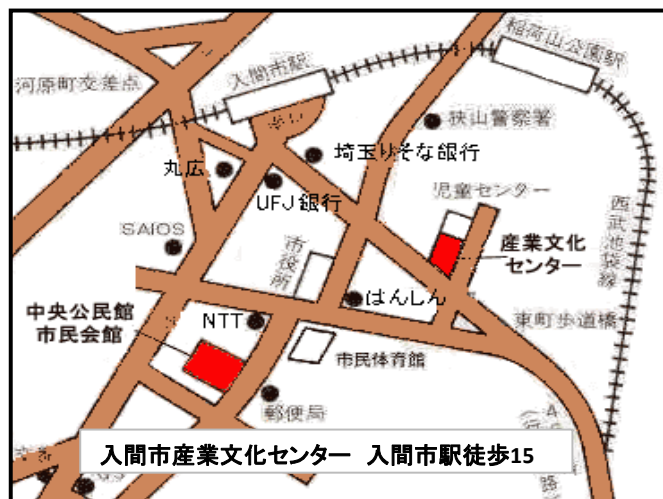 稲荷山公園駅
入間市駅
河原町交差点
狭山警察署
埼玉りそな銀行
丸広
UFJ銀行
児童センター
西武池袋線
SAIOS
市役所
産業文化
センター
はんしん
中央公民館
市民会館
NTT
東町歩道橋
市民体育館
郵便局
入間市産業文化センター 入間市駅徒歩15